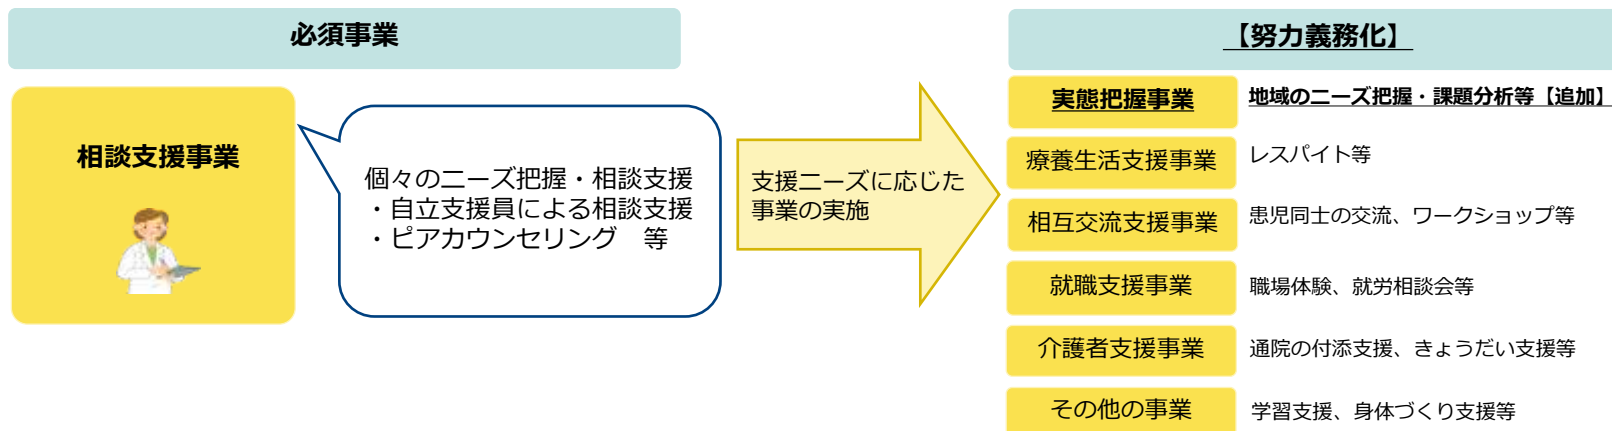 必須事業
相談支援事業
個々のニーズ把握・相談支援
・自立支援員による相談支援
・ピアカウンセリング　等
支援ニーズに応じた
事業の実施
【努力義務化】
実態把握事業 地域のニーズ把握・課題分析等【追加】
療養生活支援事業 レスパイト等
相互交流支援事業 患児同士の交流、ワークショップ等
就職支援事業 職場体験、就労相談会等
介護者支援事業 通院の付添支援、きょうだい支援等
その他の事業 学習支援、身体づくり支援等